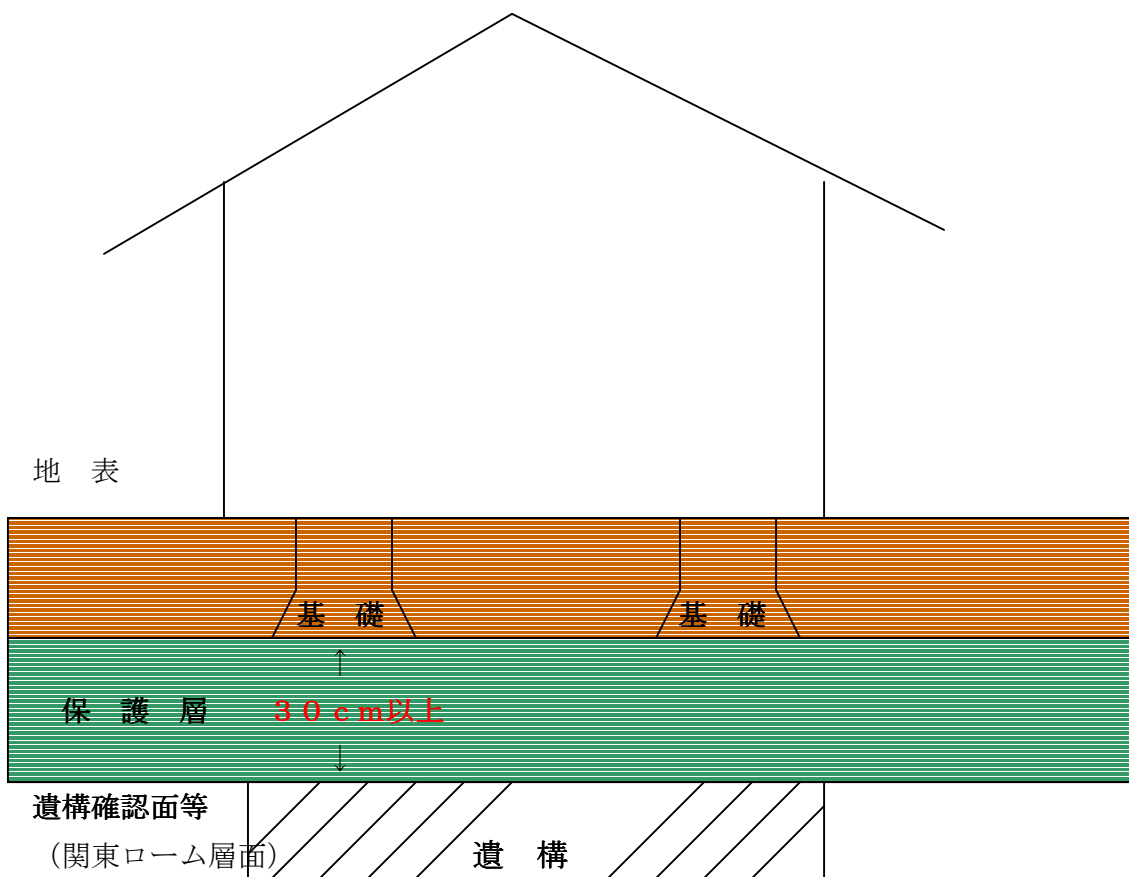 地　表
基　礎　基　礎
↑
保　護　層　３０ｃｍ以上
↓
遺構確認面等
（関東ローム層面）　遺　構